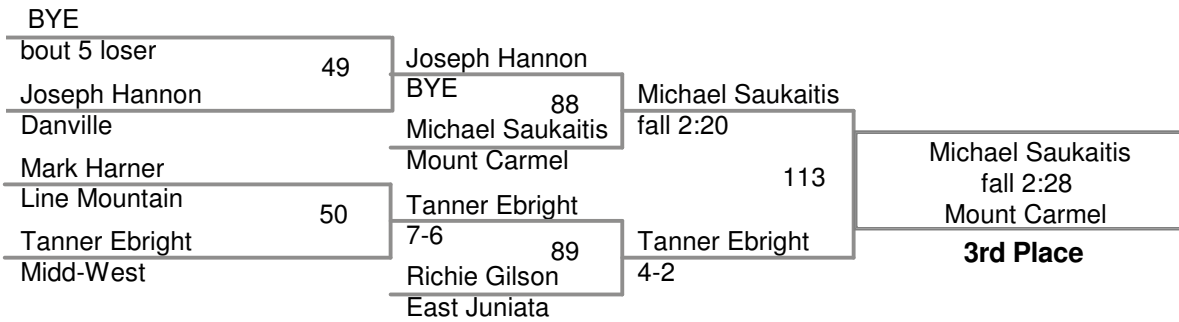 BYE
bout 5 loser
49
Joseph Hannon
Danville
Mark Harner
Line Mountain
50
Tanner Ebright
Midd-West
Joseph Hannon
BYE
88
Michael Saukaitis
Mount Carmel
Tanner Ebright
7-6
89
Richie Gilson
East Juniata
Michael Saukaitis
fall 2:20
113
Tanner Ebright
4-2
Michael Saukaitis
fall 2:28
Mount Carmel
3rd Place